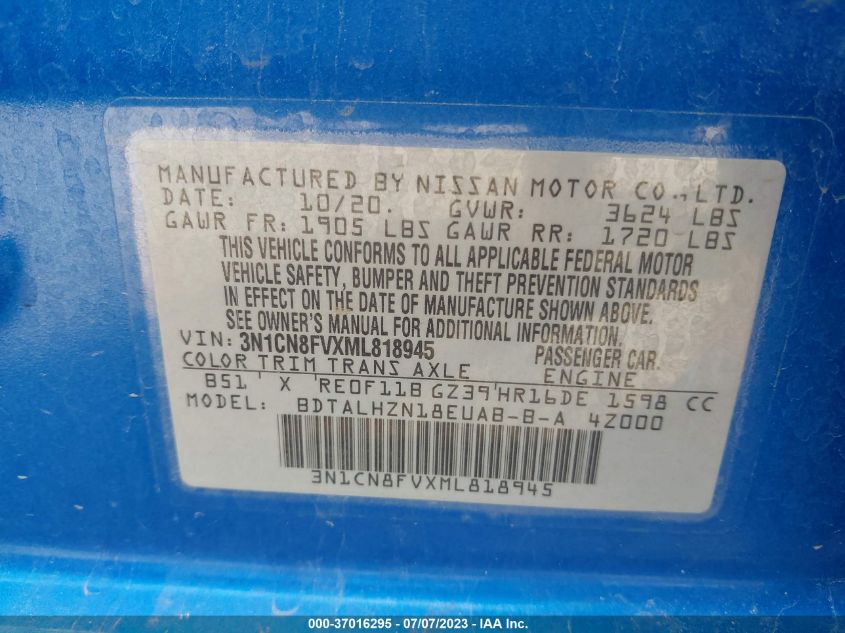 MANUFACTURED BY NISSAN MOTOR CO., LTD.
DATE: 10/20. GVWR: 3624 LBS
GAWR FR: 1905 LBS GAWR RR: 1720 LBS
THIS VEHICLE CONFORMS TO ALL APPLICABLE FEDERAL MOTOR
VEHICLE SAFETY, BUMPER AND THEFT PREVENTION STANDARDS
IN EFFECT ON THE DATE OF MANUFACTURE SHOWN ABOVE.
SEE OWNER'S MANUAL FOR ADDITIONAL INFORMATION.
VIN: 3N1CN8FVXML818945 PASSENGER CAR.
COLOR TRIM TRANS AXLE ENGINE
B51 ' X 'RE0F11B GZ39'HR16DE 1598 CC
MODEL: BDTALHZN18EUAB-B-A 4Z000
3N1CN8FVXML818945
000-37016295 - 07/07/2023 - IAA Inc.